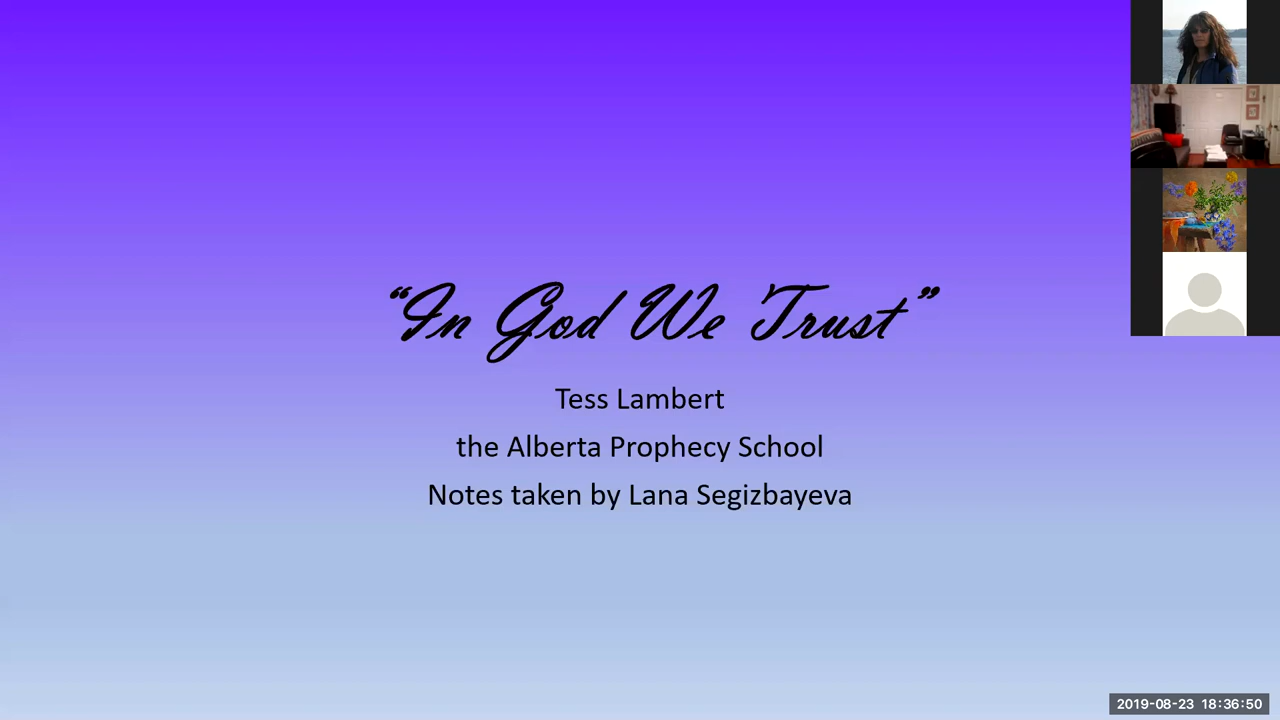 “In God We Trust”
Tess Lambert
the Alberta Prophecy School
Notes taken by Lana Segizbayeva
2019-08-23 18:36:50